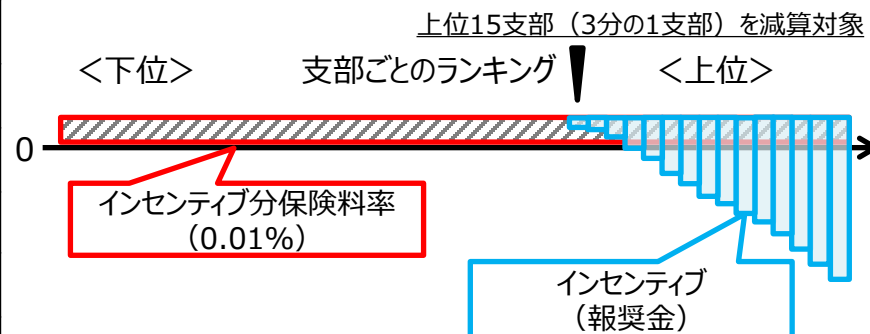 上位15支部（3分の1支部）を減算対象
＜下位＞ 支部ごとのランキング ＜上位＞
0
インセンティブ分保険料率
（0.01%）
インセンティブ
（報奨金）